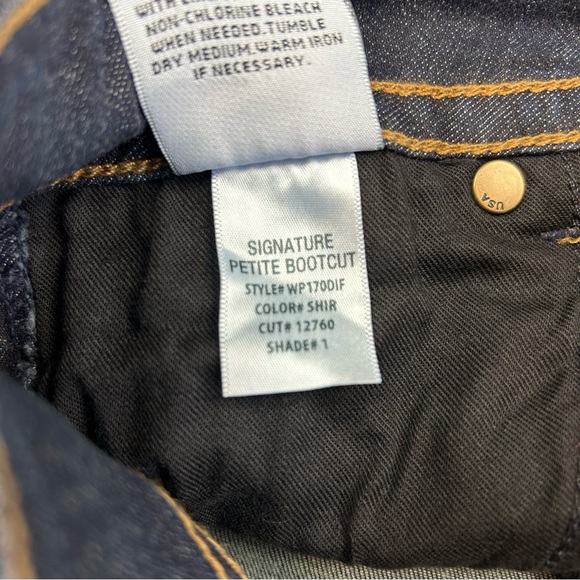 NON-CHLORINE BLEACH
WHEN NEEDED.TUMBLE
DRY MEDIUM.WARM IRON
IF NECESSARY.
SIGNATURE
PETITE BOOTCUT
STYLE# WP170DIF
COLOR# SHIR
CUT# 12760
SHADE# 1
USA